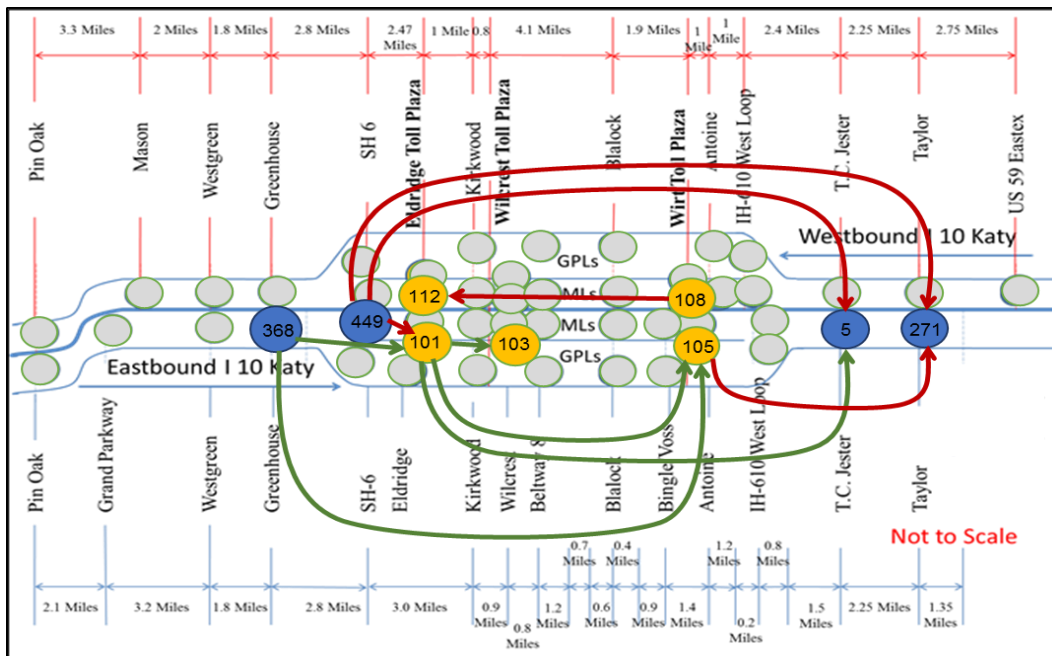 3.3 Miles
2 Miles
1.8 Miles
2.8 Miles
2.47
Miles
1 Mile
0.8
4.1 Miles
1.9 Miles
1
Mile
1
Mile
2.4 Miles
2.25 Miles
2.75 Miles
Pin Oak
Mason
Westgreen
Greenhouse
SH 6
Eldridge Toll Plaza
Kirkwood
Wilcrest Toll Plaza
Blalock
Wirt Toll Plaza
Antoine
IH-610 West Loop
T.C. Jester
Taylor
US 59 Eastex
GPLs
Westbound I 10 Katy
112
MLs
108
368
449
101
103
MLs
105
5
271
GPLs
Eastbound I 10 Katy
Pin Oak
Grand Parkway
Westgreen
Greenhouse
SH-6
Eldridge
Kirkwood
Wilcrest
Beltway 8
Blalock
Bingle Voss
Antoine
IH-610 West Loop
T.C. Jester
Taylor
Not to Scale
2.1 Miles
3.2 Miles
1.8 Miles
2.8 Miles
3.0 Miles
0.9
Miles
0.8
Miles
1.2
Miles
0.7
Miles
0.6
Miles
0.4
Miles
0.9
Miles
1.4
Miles
1.2
Miles
0.2
Miles
0.8
Miles
1.5
Miles
2.25 Miles
1.35
Miles